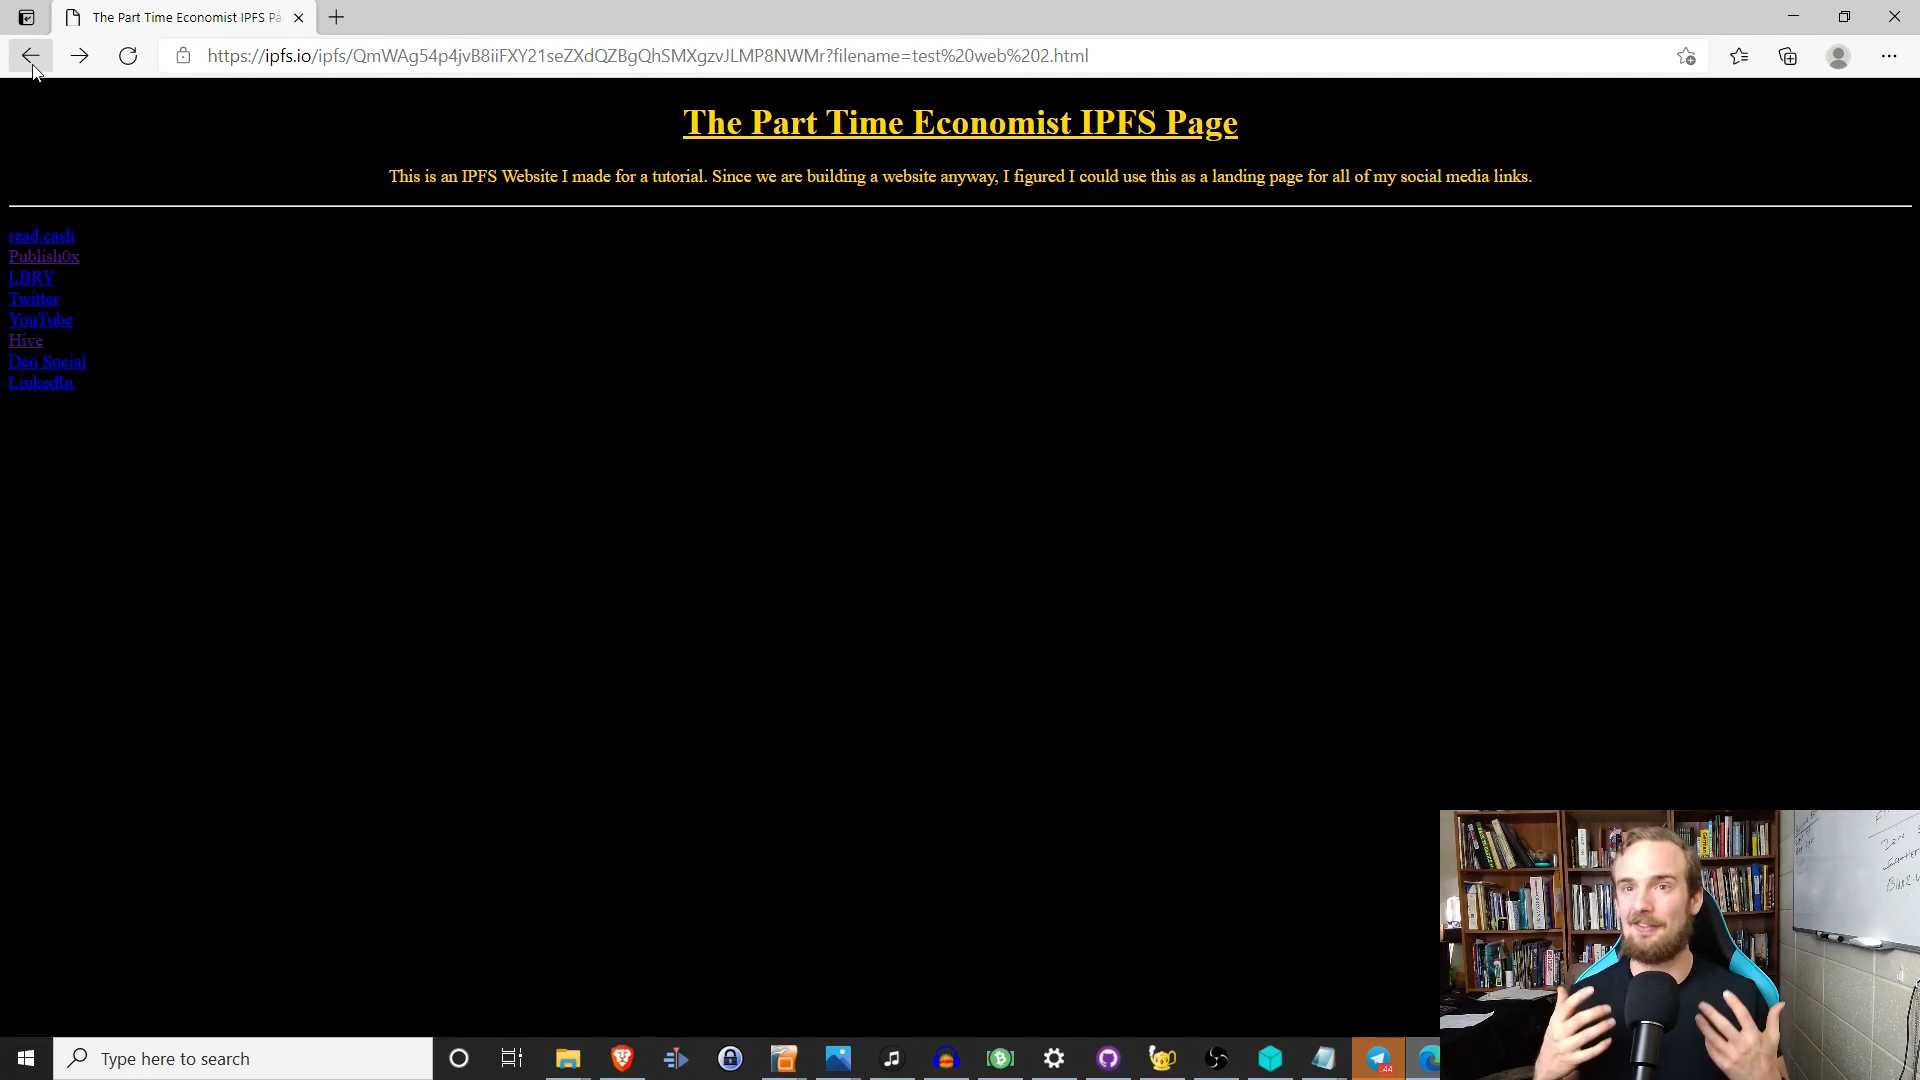 The Part Time Economist IPFS Pa
https://ipfs.io/ipfs/QmWAg54p4jvB8iiFXY21seZXdQZBgQhSMXgzvJLMP8NWMr?filename=test%20web%202.html
The Part Time Economist IPFS Page
This is an IPFS Website I made for a tutorial. Since we are building a website anyway, I figured I could use this as a landing page for all of my social media links.
read.cash
Publish0x
LBRY
Twitter
YouTube
Hive
Den Social
LinkedIn
Zero
Type here to search
44